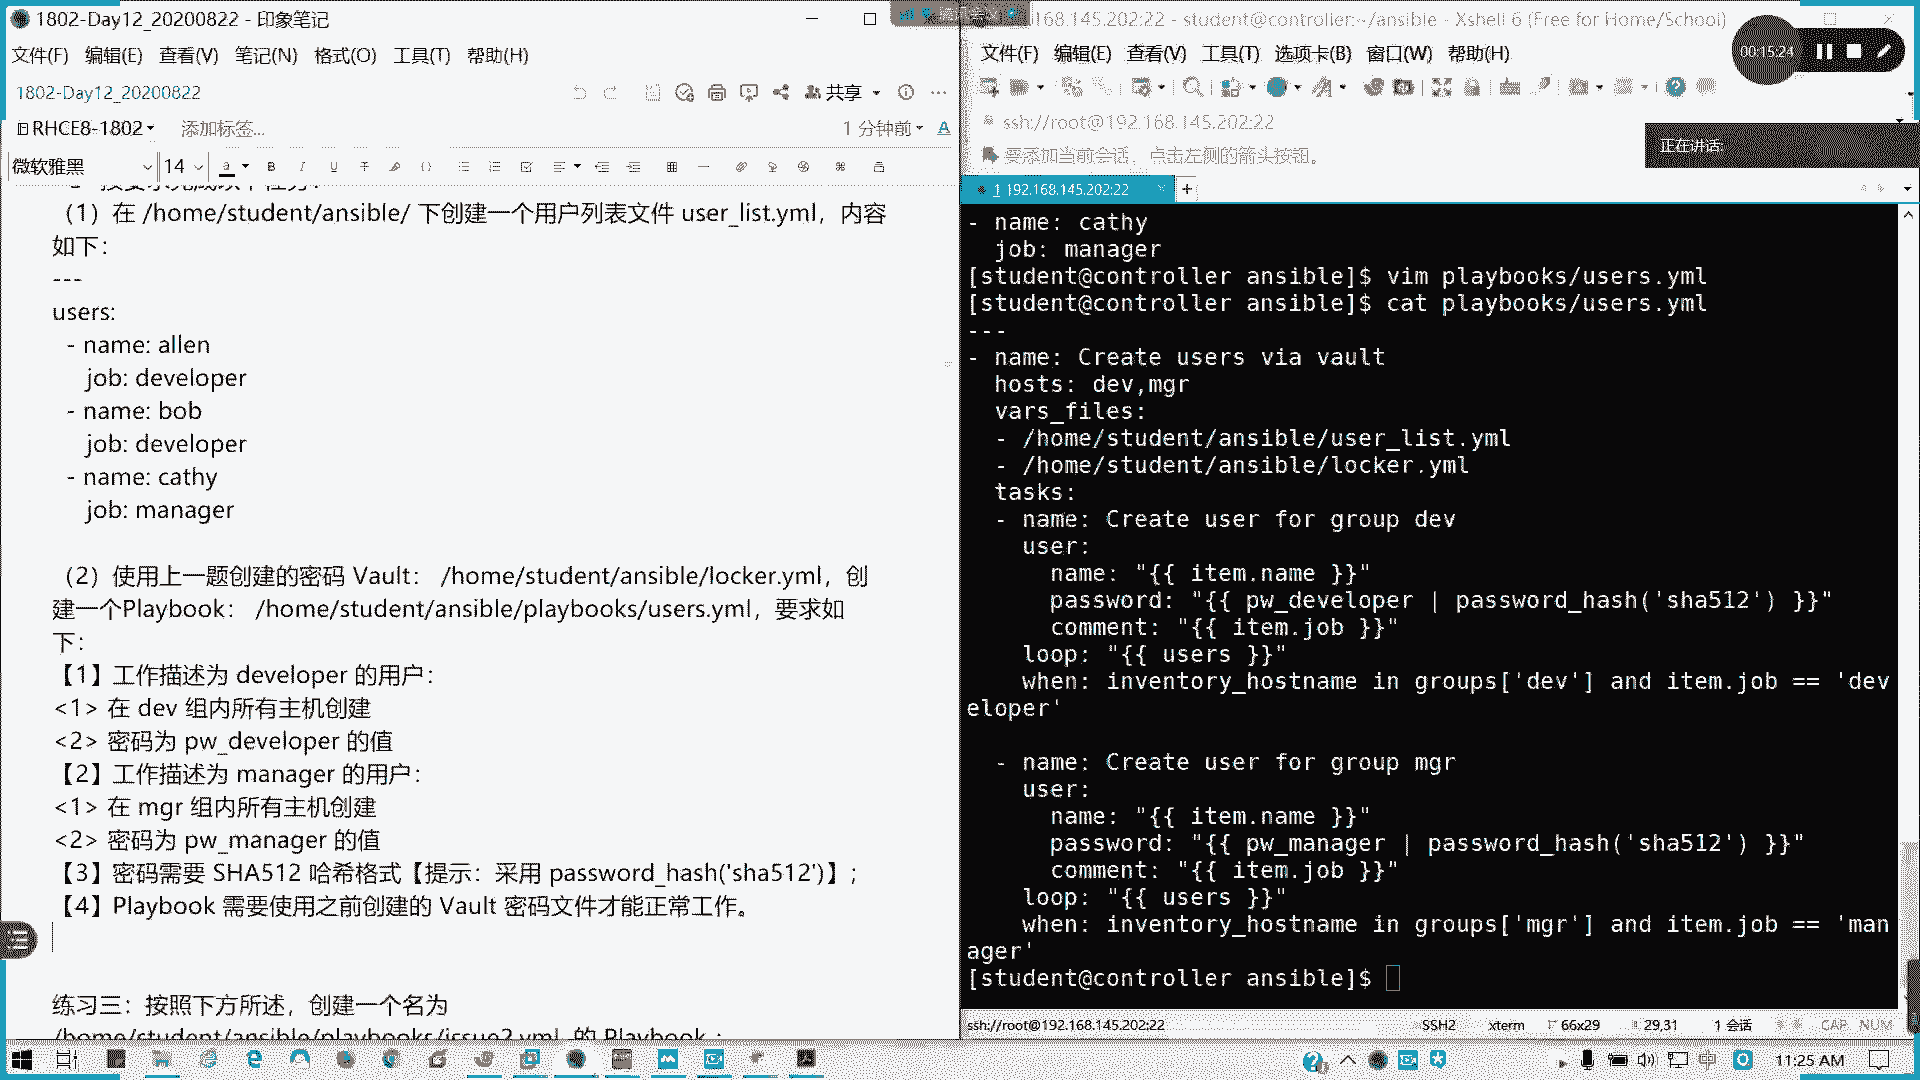 1802-Day12_20200822 - 印象笔记
文件(F) 编辑(E) 查看(V) 笔记(N) 格式(O) 工具(T) 帮助(H)
1802-Day12_20200822
共享
RHCE8-1802
添加标签...
1 分钟前
微软雅黑
14
（1）在 /home/student/ansible/ 下创建一个用户列表文件 user_list.yml，内容
如下：
---
users:
- name: allen
job: developer
- name: bob
job: developer
- name: cathy
job: manager
（2）使用上一题创建的密码 Vault： /home/student/ansible/locker.yml，创
建一个Playbook： /home/student/ansible/playbooks/users.yml，要求如
下：
【1】工作描述为 developer 的用户：
<1> 在 dev 组内所有主机创建
<2> 密码为 pw_developer 的值
【2】工作描述为 manager 的用户：
<1> 在 mgr 组内所有主机创建
<2> 密码为 pw_manager 的值
【3】密码需要 SHA512 哈希格式【提示：采用 password_hash('sha512')】；
【4】Playbook 需要使用之前创建的 Vault 密码文件才能正常工作。
练习三：按照下方所述，创建一个名为
/home/student/ansible/playbooks/issue2.yml 的 Playbook：
168.145.202:22 - student@controller:~/ansible - Xshell 6 (Free for Home/School)
文件(F) 编辑(E) 查看(V) 工具(T) 选项卡(B) 窗口(W) 帮助(H)
00:15:24
ssh://root@192.168.145.202:22
要添加当前会话，点击左侧的箭头按钮。
正在讲话:
1 192.168.145.202:22
- name: cathy
job: manager
[student@controller ansible]$ vim playbooks/users.yml
[student@controller ansible]$ cat playbooks/users.yml
---
- name: Create users via vault
hosts: dev,mgr
vars_files:
- /home/student/ansible/user_list.yml
- /home/student/ansible/locker.yml
tasks:
- name: Create user for group dev
user:
name: "{{ item.name }}"
password: "{{ pw_developer | password_hash('sha512') }}"
comment: "{{ item.job }}"
loop: "{{ users }}"
when: inventory_hostname in groups['dev'] and item.job == 'dev
eloper'
- name: Create user for group mgr
user:
name: "{{ item.name }}"
password: "{{ pw_manager | password_hash('sha512') }}"
comment: "{{ item.job }}"
loop: "{{ users }}"
when: inventory_hostname in groups['mgr'] and item.job == 'man
ager'
[student@controller ansible]$
ssh://root@192.168.145.202:22
SSH2
xterm
66x29
29,31
1 会话
CAP NUM
中
11:25 AM